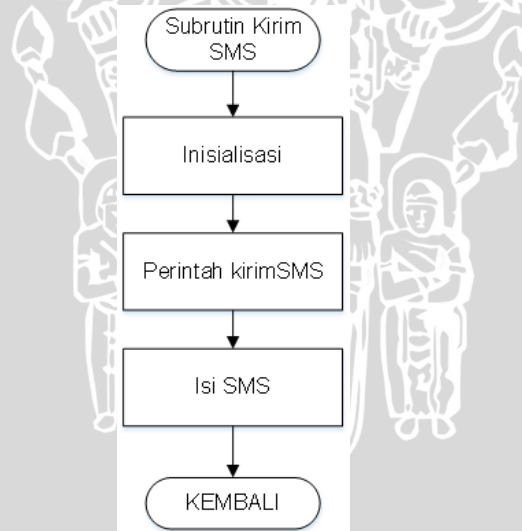 Subrutin Kirim
SMS
Inisialisasi
Perintah kirimSMS
Isi SMS
KEMBALI